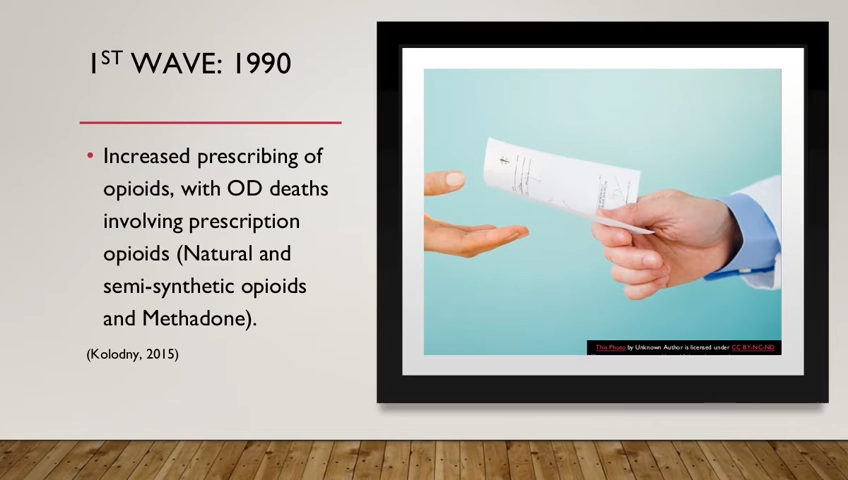 1ST WAVE: 1990
• Increased prescribing of
opioids, with OD deaths
involving prescription
opioids (Natural and
semi-synthetic opioids
and Methadone).
(Kolodny, 2015)
This Photo by Unknown Author is licensed under CC BY-NC-ND